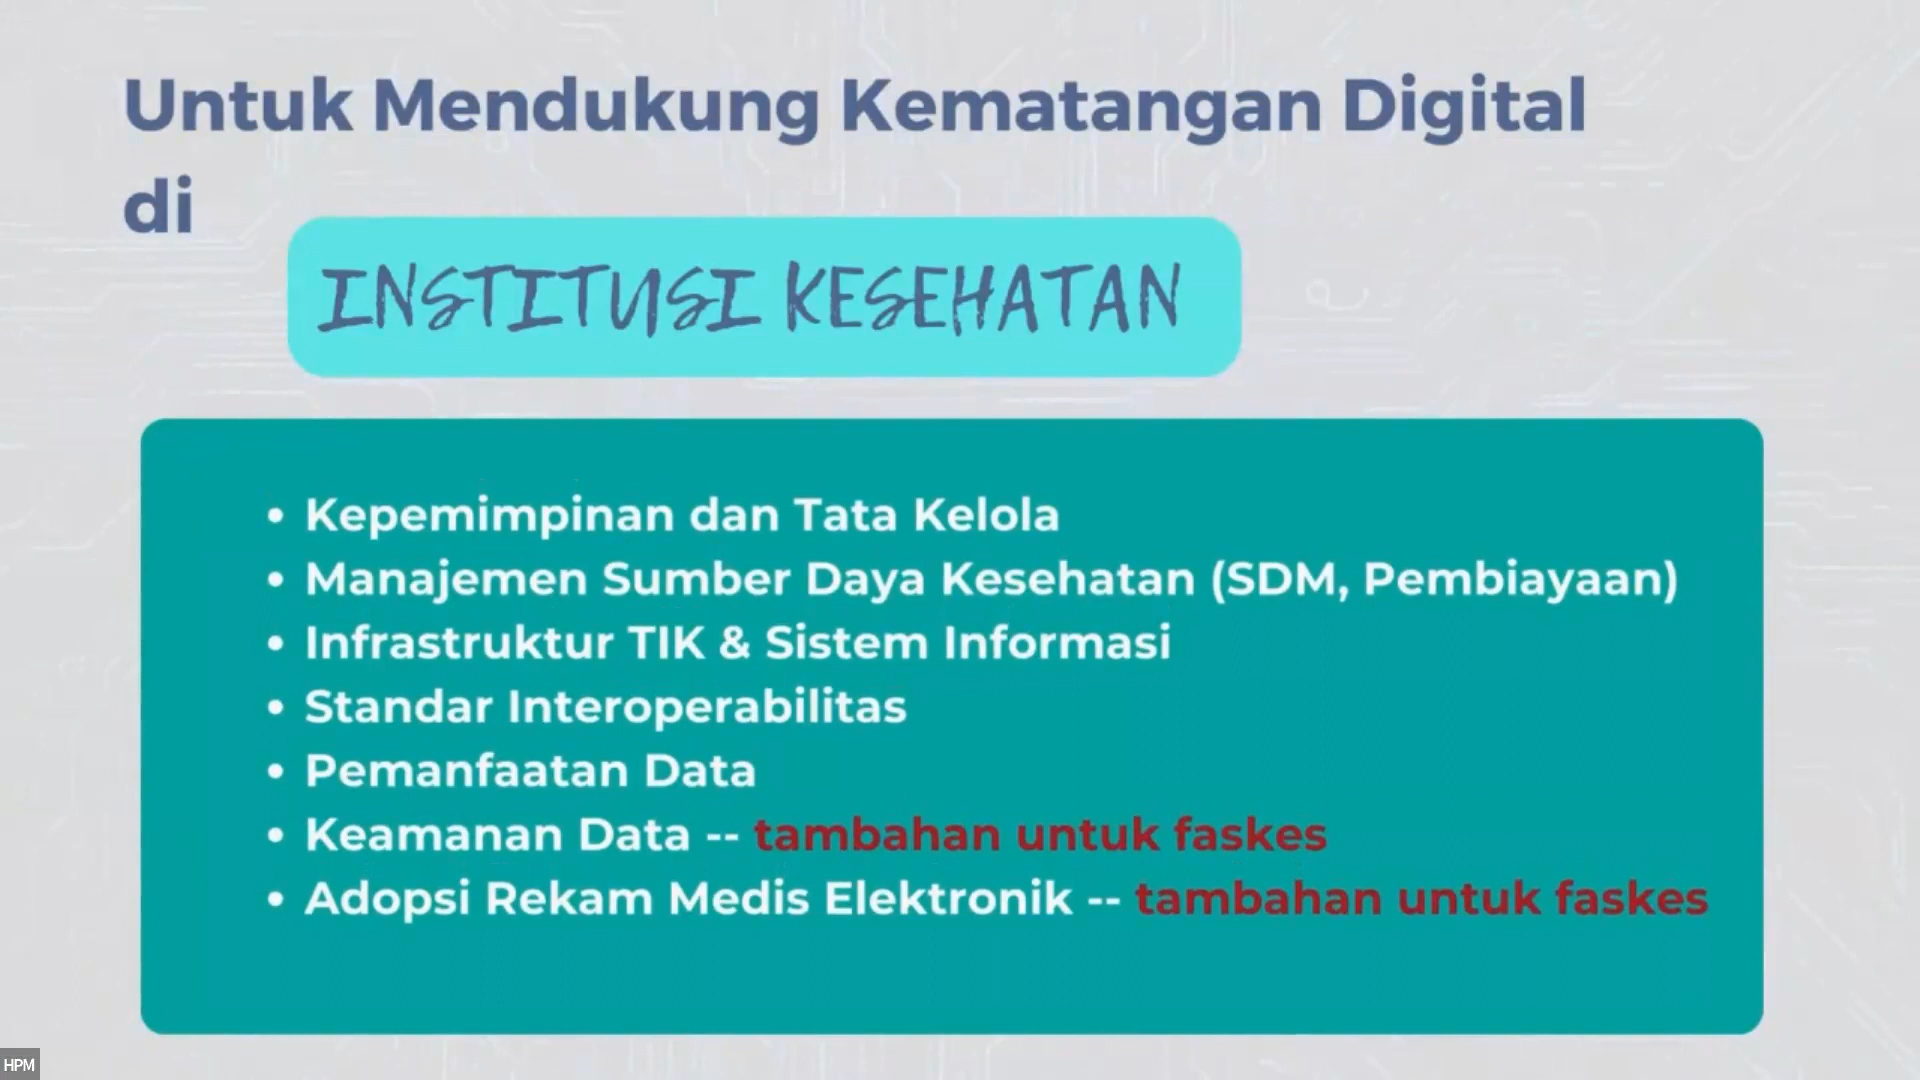 Untuk Mendukung Kematangan Digital
di
INSTITUSI KESEHATAN
• Kepemimpinan dan Tata Kelola
• Manajemen Sumber Daya Kesehatan (SDM, Pembiayaan)
• Infrastruktur TIK & Sistem Informasi
• Standar Interoperabilitas
• Pemanfaatan Data
• Keamanan Data -- tambahan untuk faskes
• Adopsi Rekam Medis Elektronik -- tambahan untuk faskes
HPM